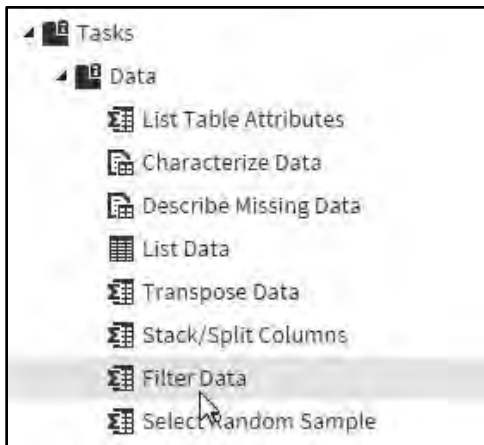 Tasks
Data
List Table Attributes
Characterize Data
Describe Missing Data
List Data
Transpose Data
Stack/Split Columns
Filter Data
Select Random Sample